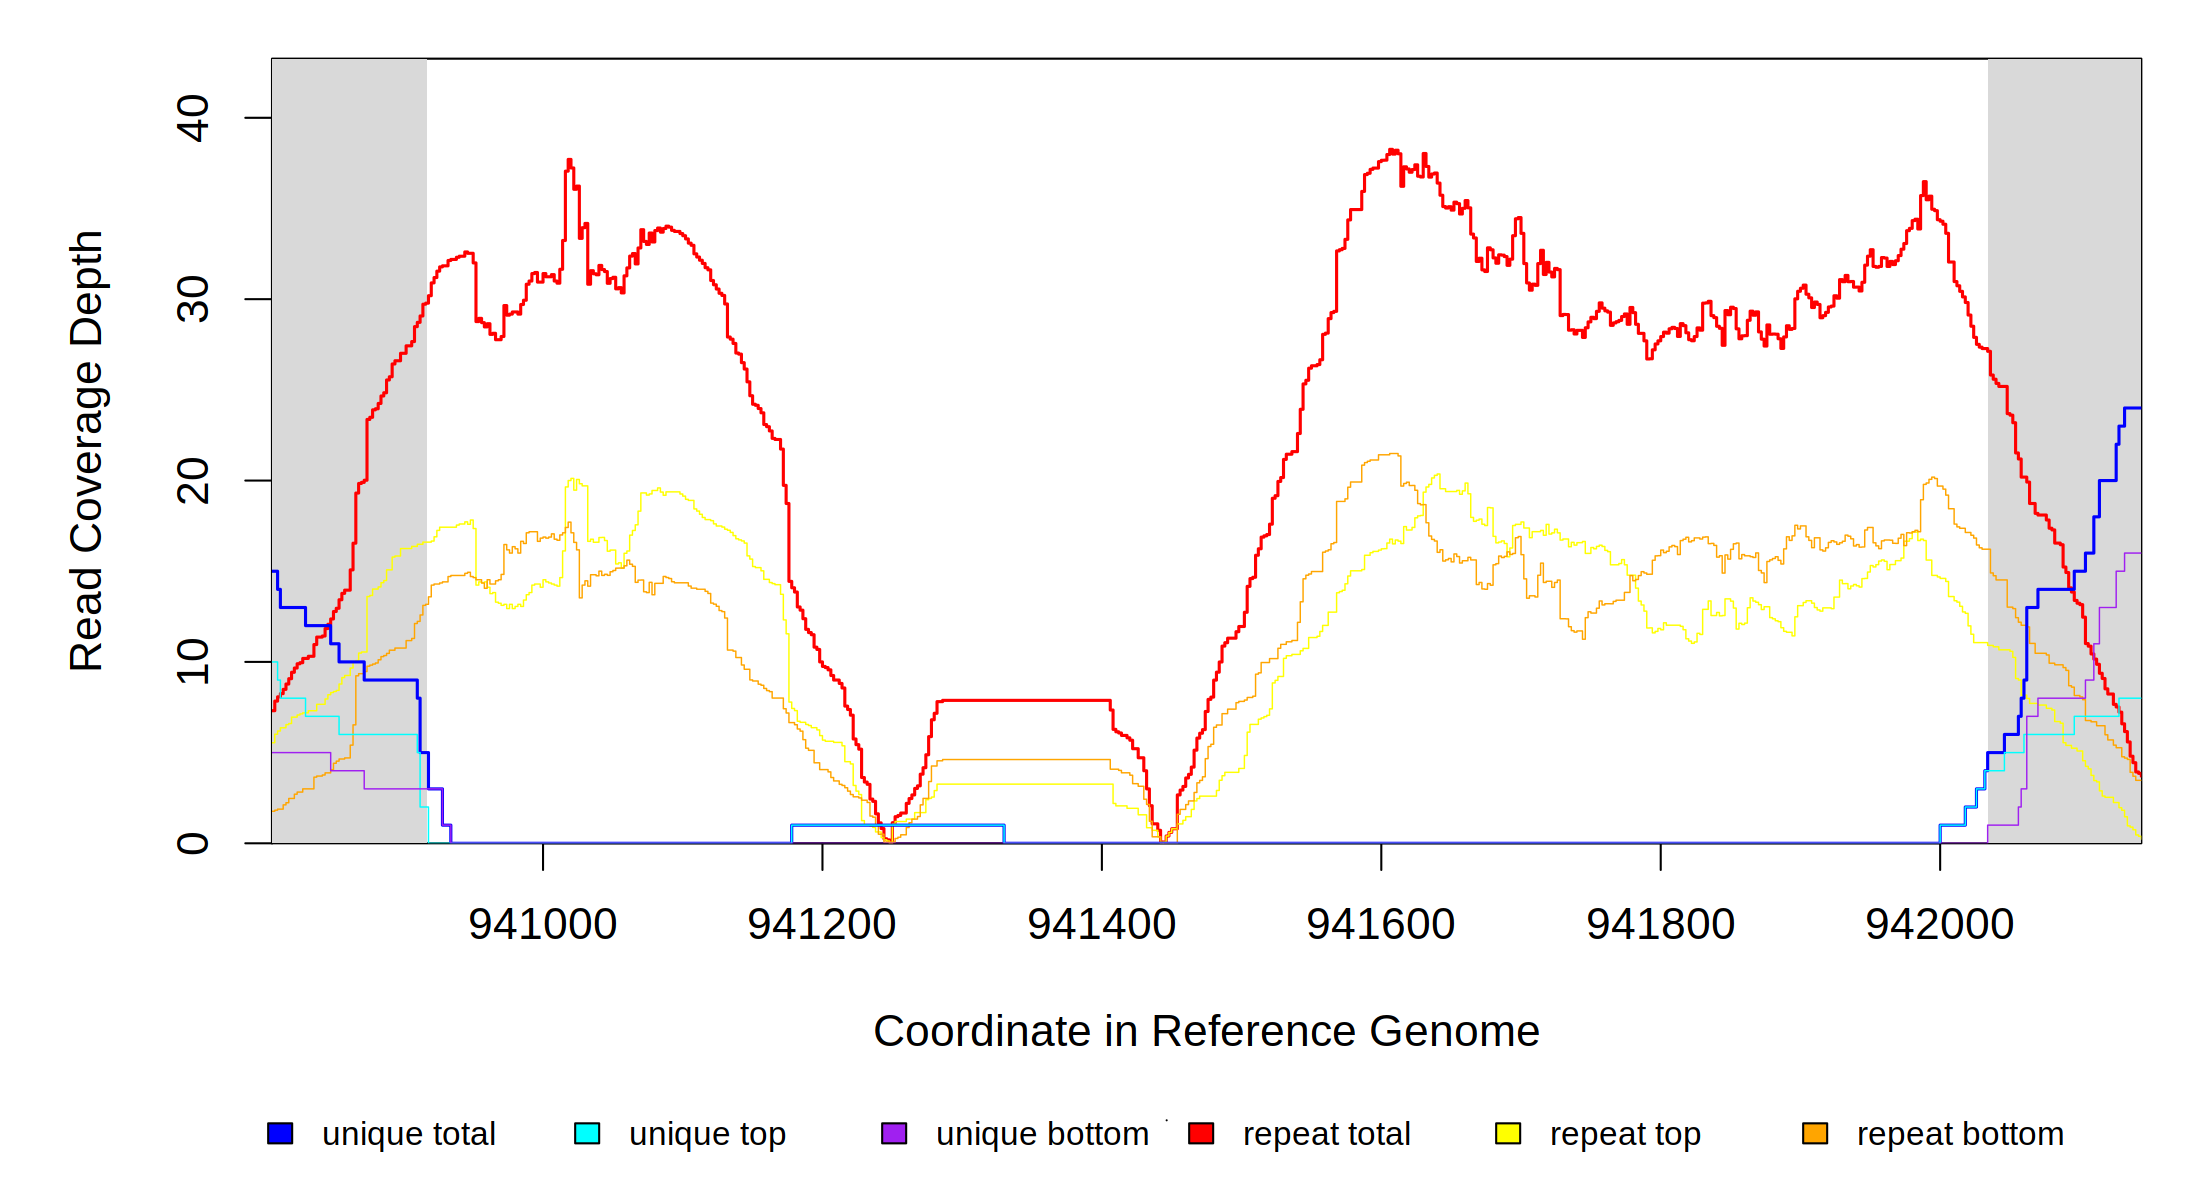 Read Coverage Depth
40
30
20
10
0
941000 941200 941400 941600 941800 942000
Coordinate in Reference Genome
unique total unique top unique bottom repeat total repeat top repeat bottom